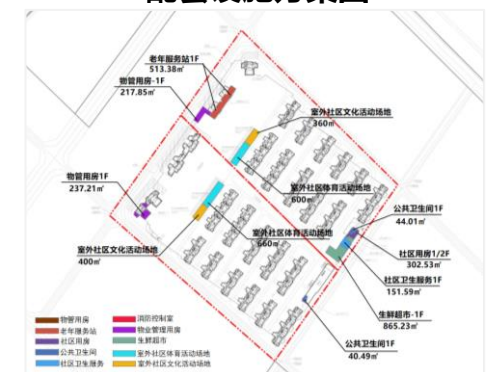 配套设施方案图
老年服务站1F
513.38㎡
物管用房-1F
217.85㎡
室外社区文化活动场地
360㎡
物管用房1F
237.21㎡
室外社区体育活动场地
600㎡
公共卫生间1F
44.01㎡
室外社区体育活动场地
660㎡
室外社区文化活动场地
400㎡
社区用房1/2F
302.53㎡
社区卫生服务1F
151.59㎡
生鲜超市-1F
865.23㎡
公共卫生间1F
40.49㎡
物管用房
老年服务站
社区用房
公共卫生间
社区卫生服务
消防控制室
物业管理用房
生鲜超市
室外社区体育活动场地
室外社区文化活动场地